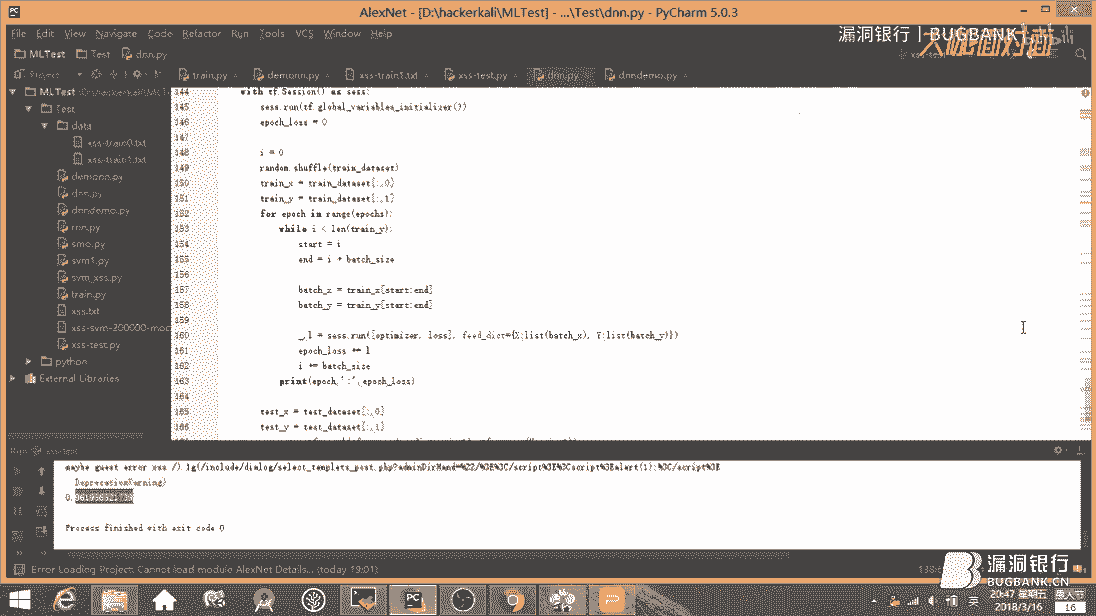 AlexNet - [D:\hackerkali\MLTest] - ...\Test\dnn.py - PyCharm 5.0.3
File Edit View Navigate Code Refactor Run Tools VCS Window Help
漏洞银行 | BUGBANK
大咖面对面
MLTest Test dnn.py
Project
train.py demonn.py xss-train1.txt xss-test.py dnn.py dnndemo.py
MLTest
Test
data
xss-train0.txt
xss-train1.txt
demonn.py
dnn.py
dnndemo.py
rnn.py
smo.py
svm1.py
svm_xss.py
train.py
xss.txt
xss-svm-200000-mod
xss-test.py
python
External Libraries
144 with tf.Session() as sess:
145 sess.run(tf.global_variables_initializer())
146 epoch_loss = 0
147
148 i = 0
149 random.shuffle(train_dataset)
150 train_x = train_dataset[:,0]
151 train_y = train_dataset[:,1]
152 for epoch in range(epochs):
153 while i < len(train_y):
154 start = i
155 end = i + batch_size
156
157 batch_x = train_x[start:end]
158 batch_y = train_y[start:end]
159
160 _,l = sess.run([optimizer, loss], feed_dict={X:list(batch_x), Y:list(batch_y)})
161 epoch_loss += l
162 i += batch_size
163 print(epoch,':',epoch_loss)
164
165 test_x = test_dataset[:,0]
166 test_y = test_dataset[:,1]
Run
maybe guest error xss /).lg(/include/dialog/select_templets_post.php?adminDirHand=%22/%3E%3C/script%3E%3Cscript%3Ealert(1);%3C/script%3E
DeprecationWarning)
Process finished with exit code 0
Error Loading Project: Cannot load module AlexNet Details... (today 19:01)
漏洞银行
BUGBANK.CN
20:47 星期五
2018/3/16
16